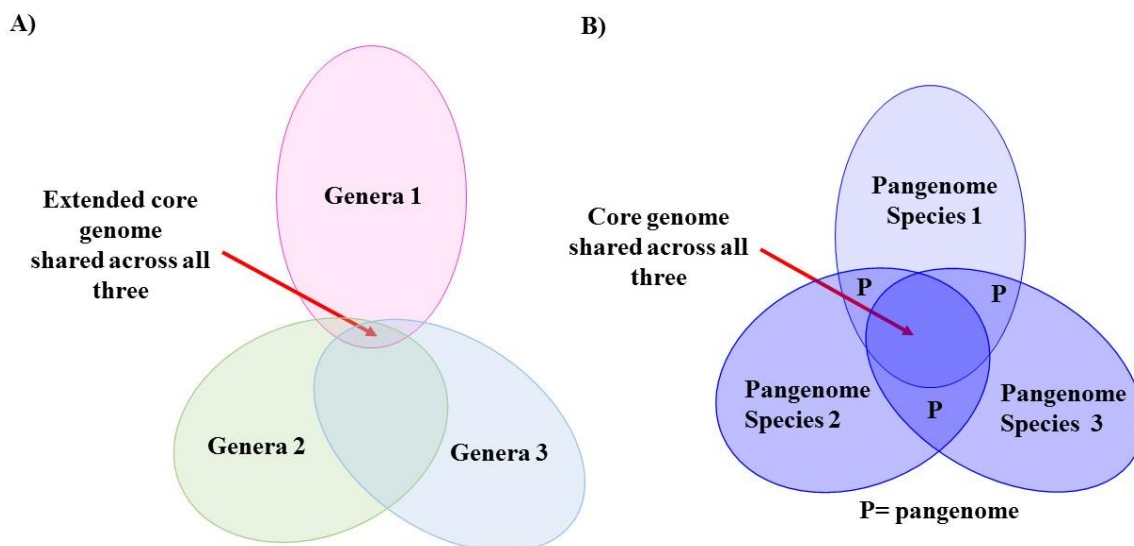 A)
Genera 1
Extended core
genome
shared across all
three
Genera 2
Genera 3
B)
Pangenome
Species 1
Core genome
shared across all
three
P
P
Pangenome
Species 2
P
Pangenome
Species 3
P= pangenome